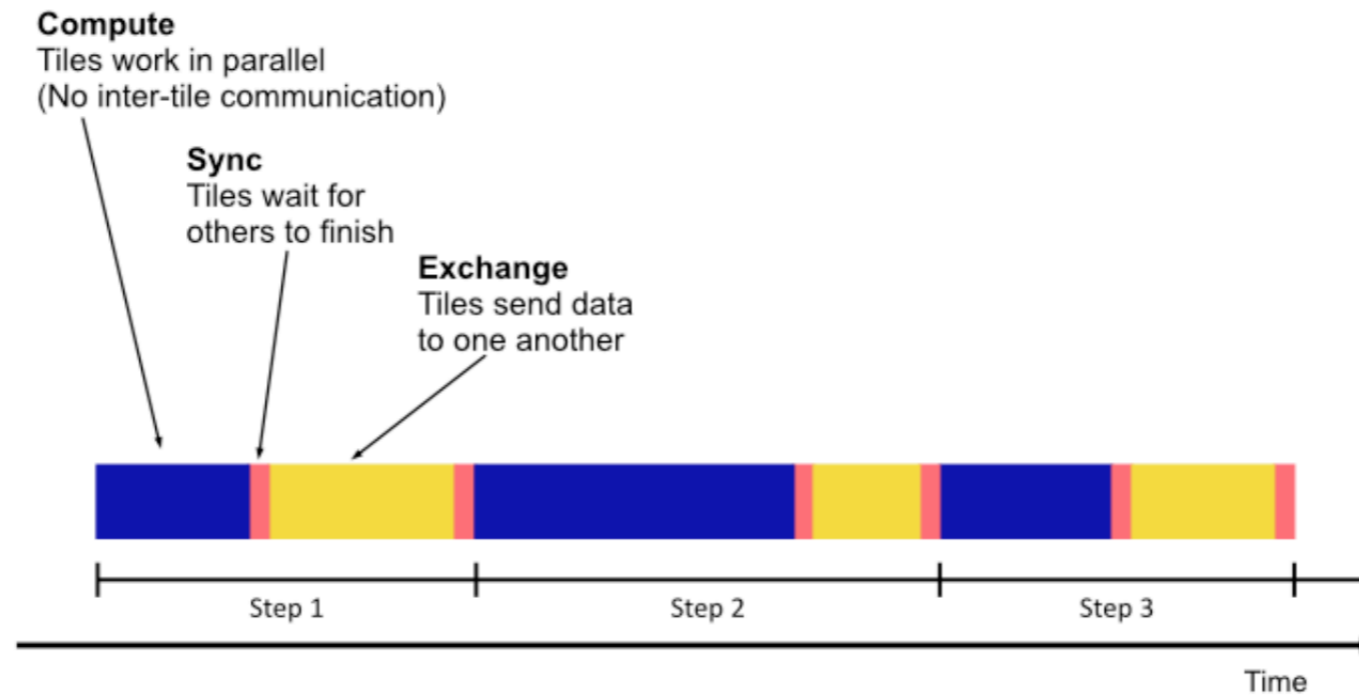 Compute
Tiles work in parallel
(No inter-tile communication)
Sync
Tiles wait for
others to finish
Exchange
Tiles send data
to one another
Step 1
Step 2
Step 3
Time